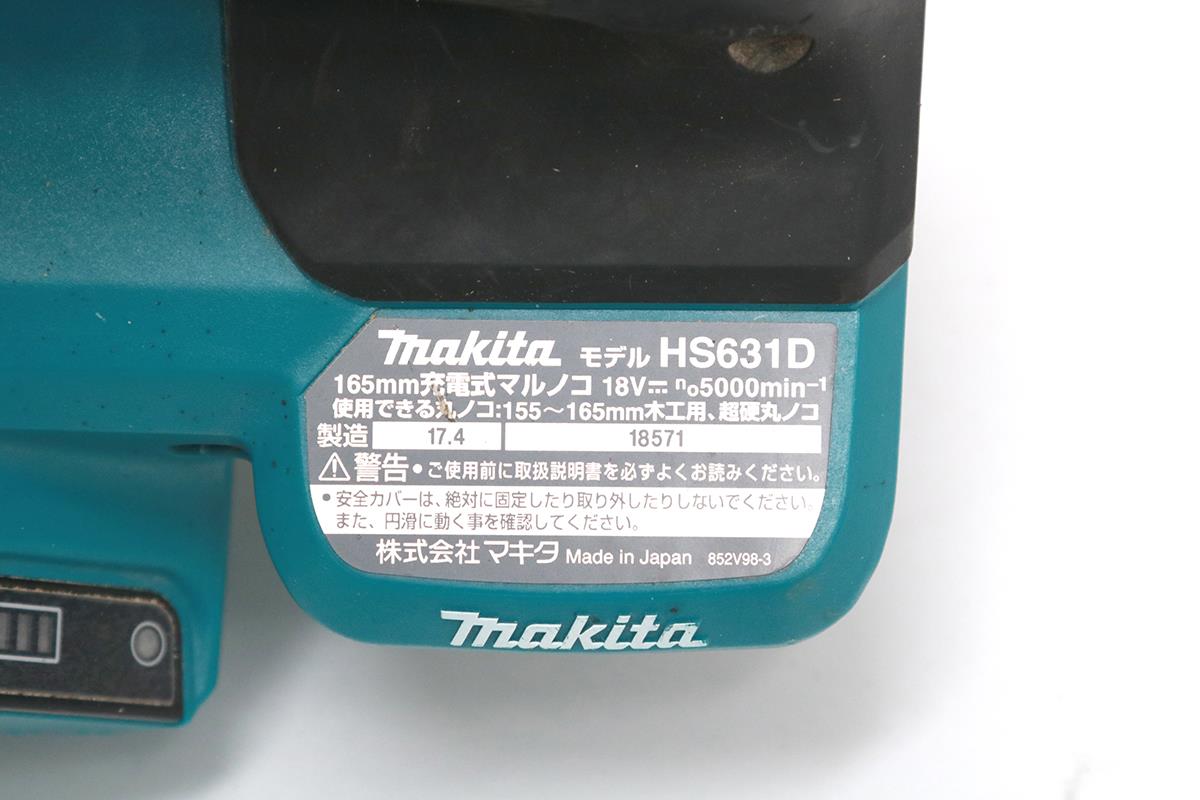 makita モデル HS631D
165mm充電式マルノコ 18V⎓ n₀5000min⁻¹
使用できる丸ノコ:155～165mm木工用、超硬丸ノコ
製造 17.4 18571
⚠警告●ご使用前に取扱説明書を必ずよくお読みください。
●安全カバーは、絶対に固定したり取り外したりしないでください。
また、円滑に動く事を確認してください。
株式会社マキタ Made in Japan 852V98-3
makita